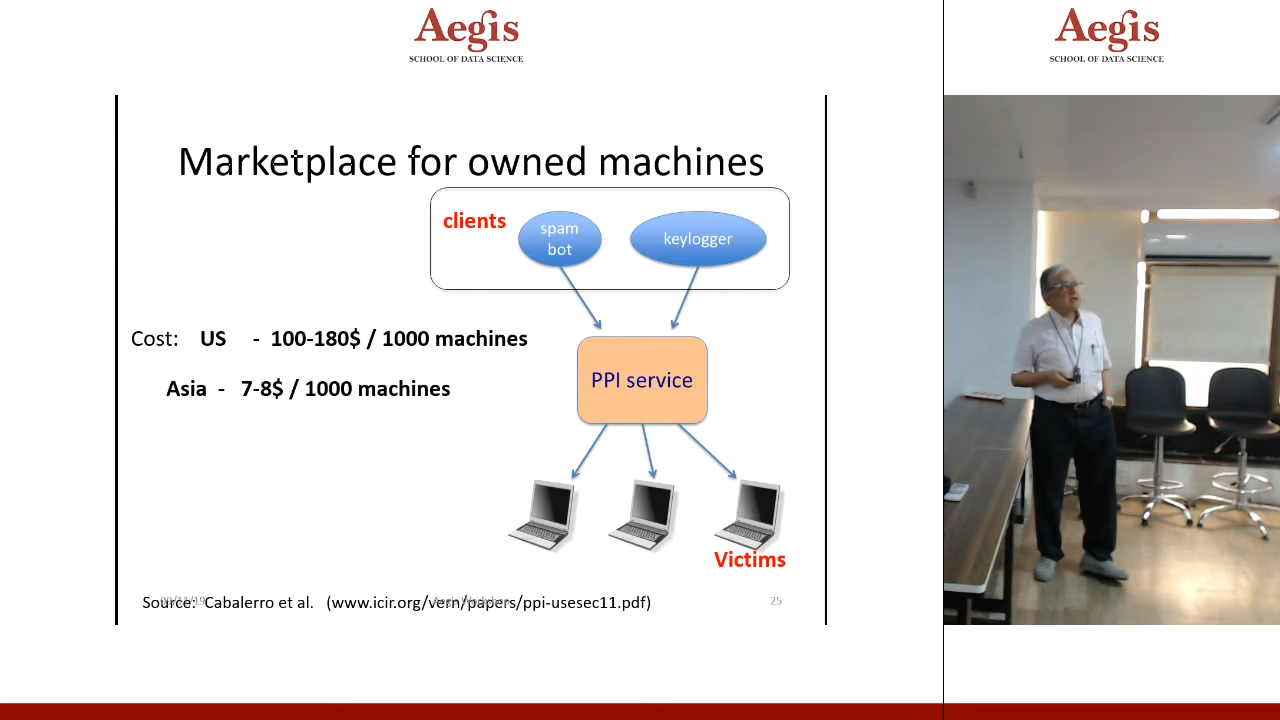 Aegis
SCHOOL OF DATA SCIENCE
Aegis
SCHOOL OF DATA SCIENCE
Marketplace for owned machines
clients
spam
bot
keylogger
Cost: US - 100-180$ / 1000 machines
PPI service
Asia - 7-8$ / 1000 machines
Victims
Source: Cabalerro et al. (www.icir.org/vern/papers/ppi-usesec11.pdf)
25